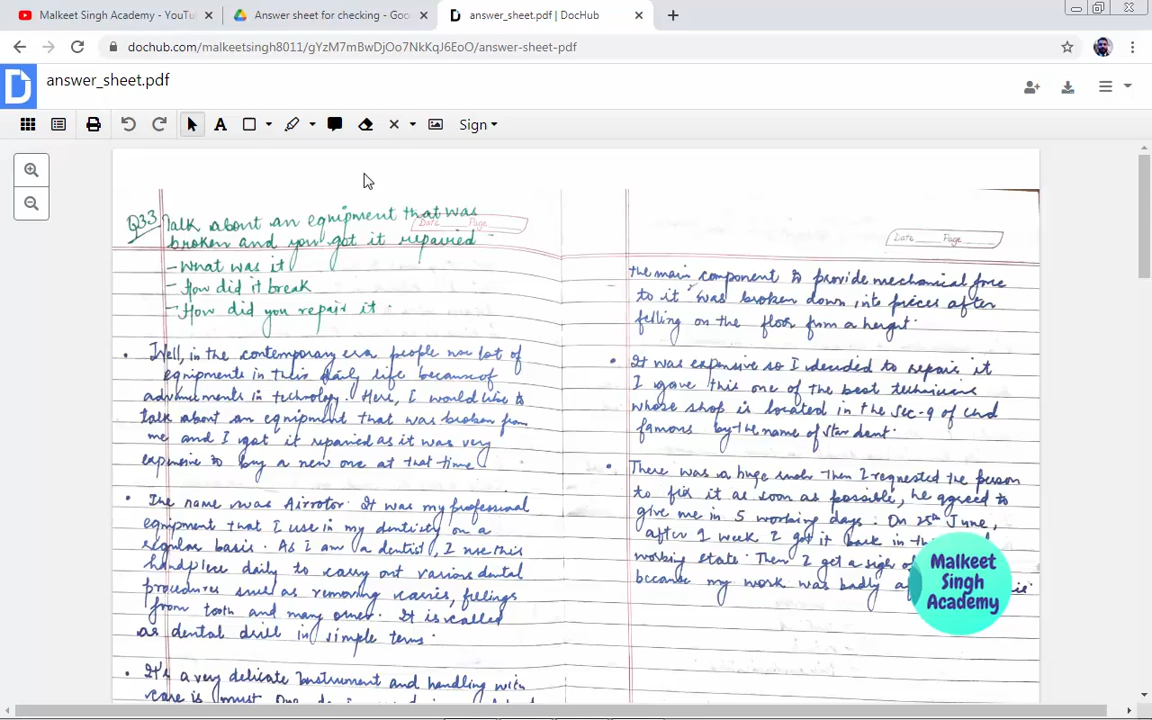 Malkeet Singh Academy - YouTu
Answer sheet for checking - Goo
answer_sheet.pdf | DocHub
dochub.com/malkeetsingh8011/gYzM7mBwDjOo7NkKqJ6EoO/answer-sheet-pdf
answer_sheet.pdf
A
Sign
Q33 Talk about an equipment that was
broken and you got it repaired
Date Page
- What was it
- How did it break
- How did you repair it
• Well, in the contemporary era people lot of
equipments in their daily life because of
advancments in technology. Here, I would like to
talk about an equipment that was broken from
me and I got it repaired as it was very
expensive to buy a new one at that time
• The name was Airrotor. It was my professional
equipment that I use in my dentistry on a
regular basis. As I am a dentist, I use this
handpiece daily to carry out various dental
procedures such as removing carries, fillings
from tooth and many other. It is called
as dental drill in simple terms.
• It's a very delicate instrument and handling with
care is must
Date Page
the main component to provide mechanical force
to it was broken down into pieces after
felling on the floor from a height.
• It was expensive so I decided to repair it
I gave this one of the best technicians
whose shop is located in the sec-9 of chd
famous by the name of Star dent.
• There was a huge then I requested the person
to fix it as soon as possible, he agreed to
give me in 5 working days. On 25th June,
after 1 week I got it back in
working state. Then I get a sigh
because my work was badly
Malkeet
Singh
Academy